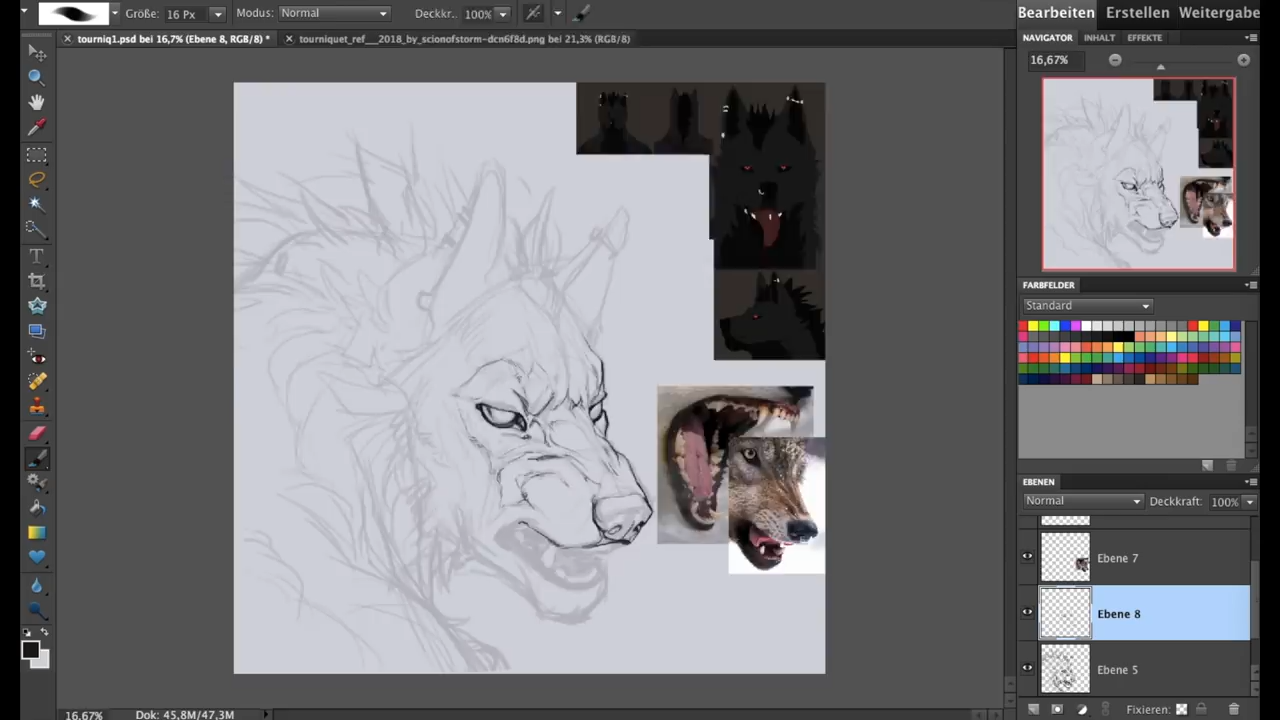 Größe: 16 Px Modus: Normal Deckkr.. 100%
Bearbeiten Erstellen Weitergabe
tourniq1.psd bei 16,7% (Ebene 8, RGB/8) * tourniquet_ref__2018_by_scionofstorm-dcn6f8d.png bei 21,3% (RGB/8)
NAVIGATOR INHALT EFFEKTE
16,67%
FARBFELDER
Standard
EBENEN
Normal Deckkraft: 100%
Ebene 7
Ebene 8
Ebene 5
Fixieren:
16,67% Dok: 45,8M/47,3M